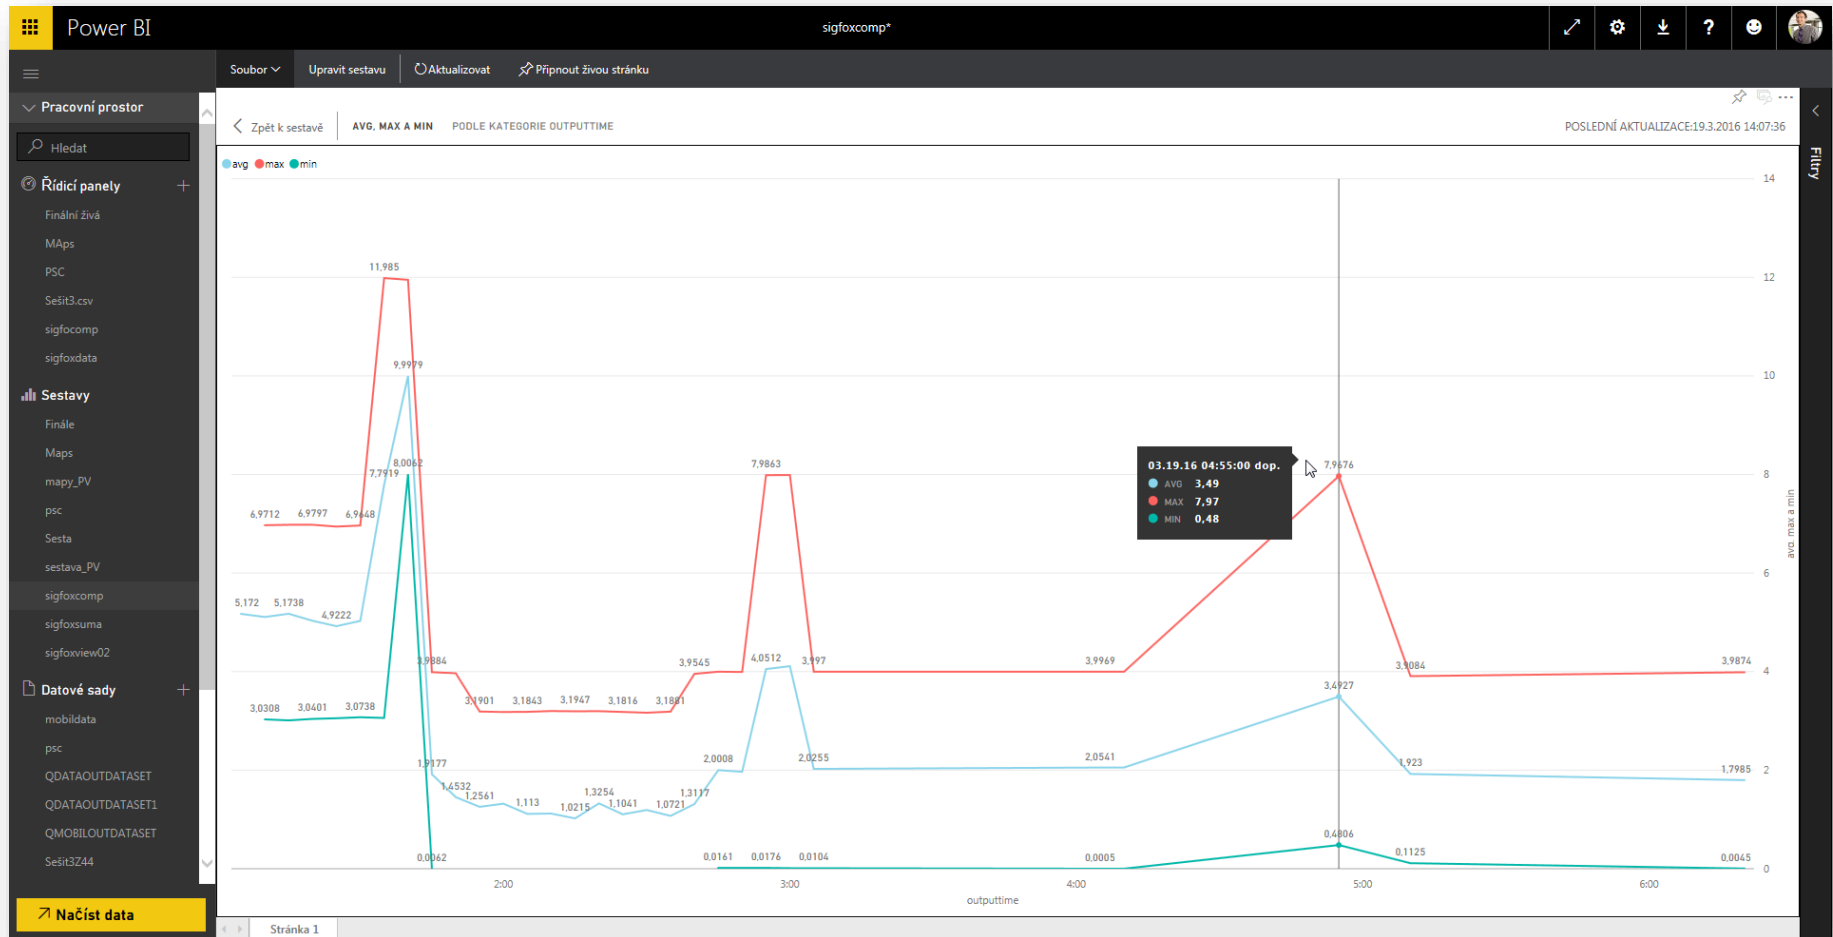 Power BI
sigfoxcomp*
Soubor
Upravit sestavu
Aktualizovat
Připnout živou stránku
Pracovní prostor
Hledat
Řídicí panely
Finální živá
MAps
PSC
Sešit3.csv
sigfocomp
sigfoxdata
Sestavy
Finále
Maps
mapy_PV
psc
Sesta
sestava_PV
sigfoxcomp
sigfoxsuma
sigfoxview02
Datové sady
mobildata
psc
QDATAOUTDATASET
QDATAOUTDATASET1
QMOBILOUTDATASET
Sešit3Z44
Načíst data
Zpět k sestavě
AVG, MAX A MIN
PODLE KATEGORIE OUTPUTTIME
POSLEDNÍ AKTUALIZACE:19.3.2016 14:07:36
Filtry
avg max min
14
12
10
8
6
4
2
0
avg, max a min
11,985
9,9979
7,7919
8,0062
7,9863
7,9676
6,9712
6,9797
6,9648
5,172
5,1738
4,9222
3,9884
3,1901
3,1843
3,1947
3,1816
3,1881
3,9545
4,0512
3,997
3,9969
3,9084
3,9874
3,4927
3,0308
3,0401
3,0738
1,9177
1,4532
1,2561
1,113
1,0215
1,3254
1,1041
1,0721
1,3117
2,0008
2,0255
2,0541
1,923
1,7985
0,0062
0,0161
0,0176
0,0104
0,0005
0,4806
0,1125
0,0045
03.19.16 04:55:00 dop.
AVG 3,49
MAX 7,97
MIN 0,48
2:00
3:00
4:00
5:00
6:00
outputtime
Stránka 1